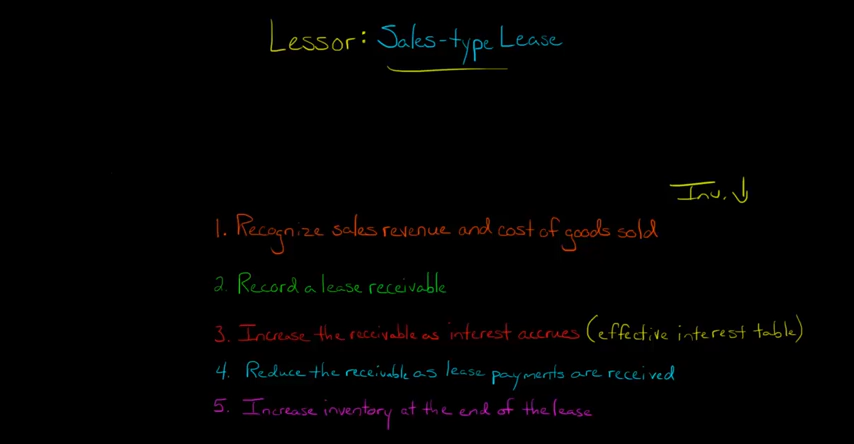 Lessor: Sales-type Lease
Inv. ↓
1. Recognize sales revenue and cost of goods sold
2. Record a lease receivable
3. Increase the receivable as interest accrues (effective interest table)
4. Reduce the receivable as lease payments are received
5. Increase inventory at the end of the lease